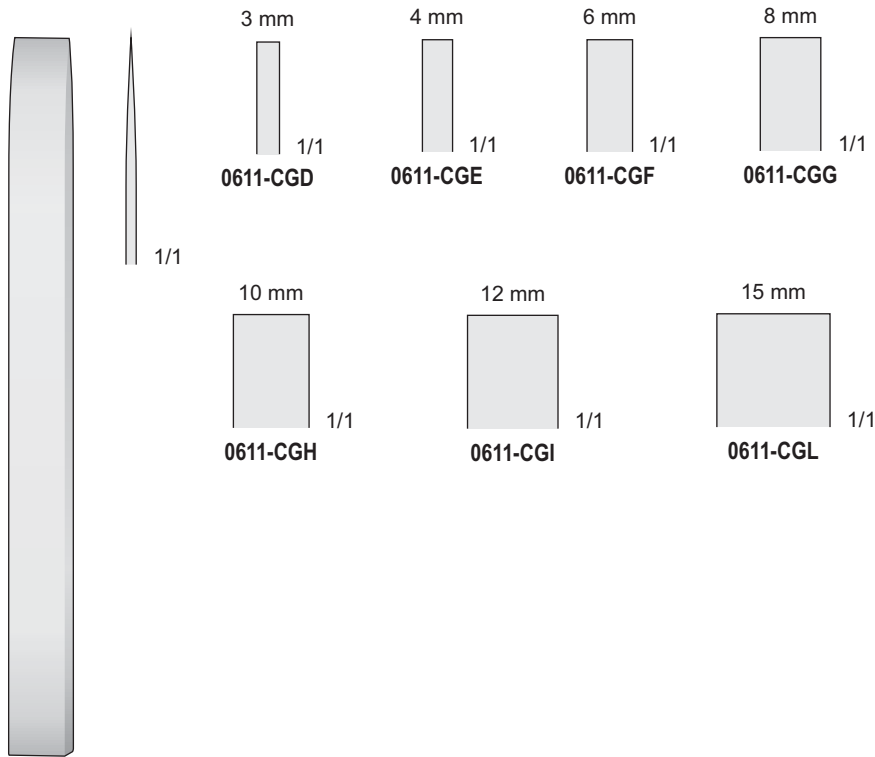 3 mm
4 mm
6 mm
8 mm
1/1
1/1
1/1
1/1
0611-CGD
0611-CGE
0611-CGF
0611-CGG
1/1
10 mm
12 mm
15 mm
1/1
1/1
1/1
0611-CGH
0611-CGI
0611-CGL